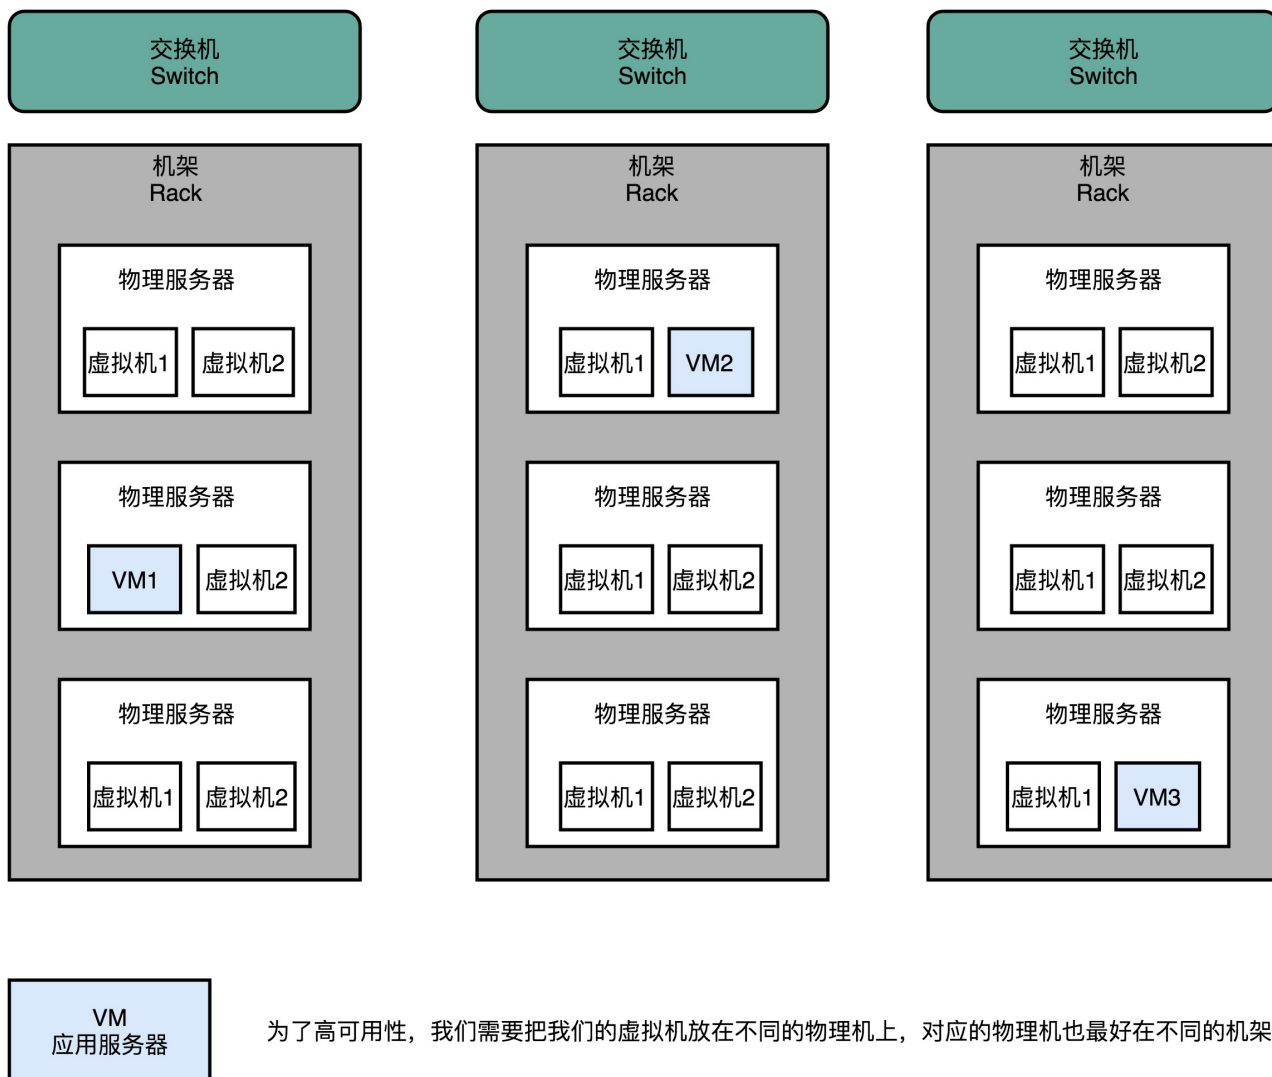 交换机
Switch
交换机
Switch
交换机
Switch
机架
Rack
机架
Rack
机架
Rack
物理服务器
虚拟机1
虚拟机2
物理服务器
虚拟机1
VM2
物理服务器
虚拟机1
虚拟机2
物理服务器
VM1
虚拟机2
物理服务器
虚拟机1
虚拟机2
物理服务器
虚拟机1
虚拟机2
物理服务器
虚拟机1
虚拟机2
物理服务器
虚拟机1
虚拟机2
物理服务器
虚拟机1
VM3
VM
应用服务器
为了高可用性，我们需要把我们的虚拟机放在不同的物理机上，对应的物理机也最好在不同的机架